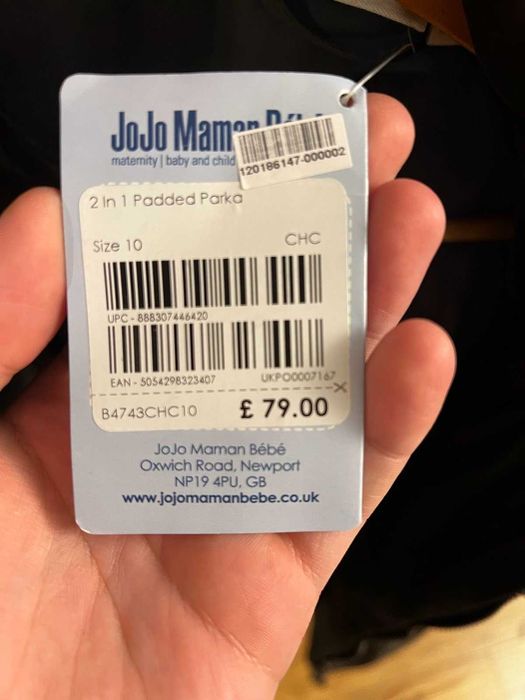 JoJo Maman
maternity | baby and child
120186147-000002
2 In 1 Padded Parka
Size 10 CHC
UPC - 888307446420
EAN - 5054298323407 UKPO0007167
B4743CHC10 £ 79.00
JoJo Maman Bébé
Oxwich Road, Newport
NP19 4PU, GB
www.jojomamanbebe.co.uk